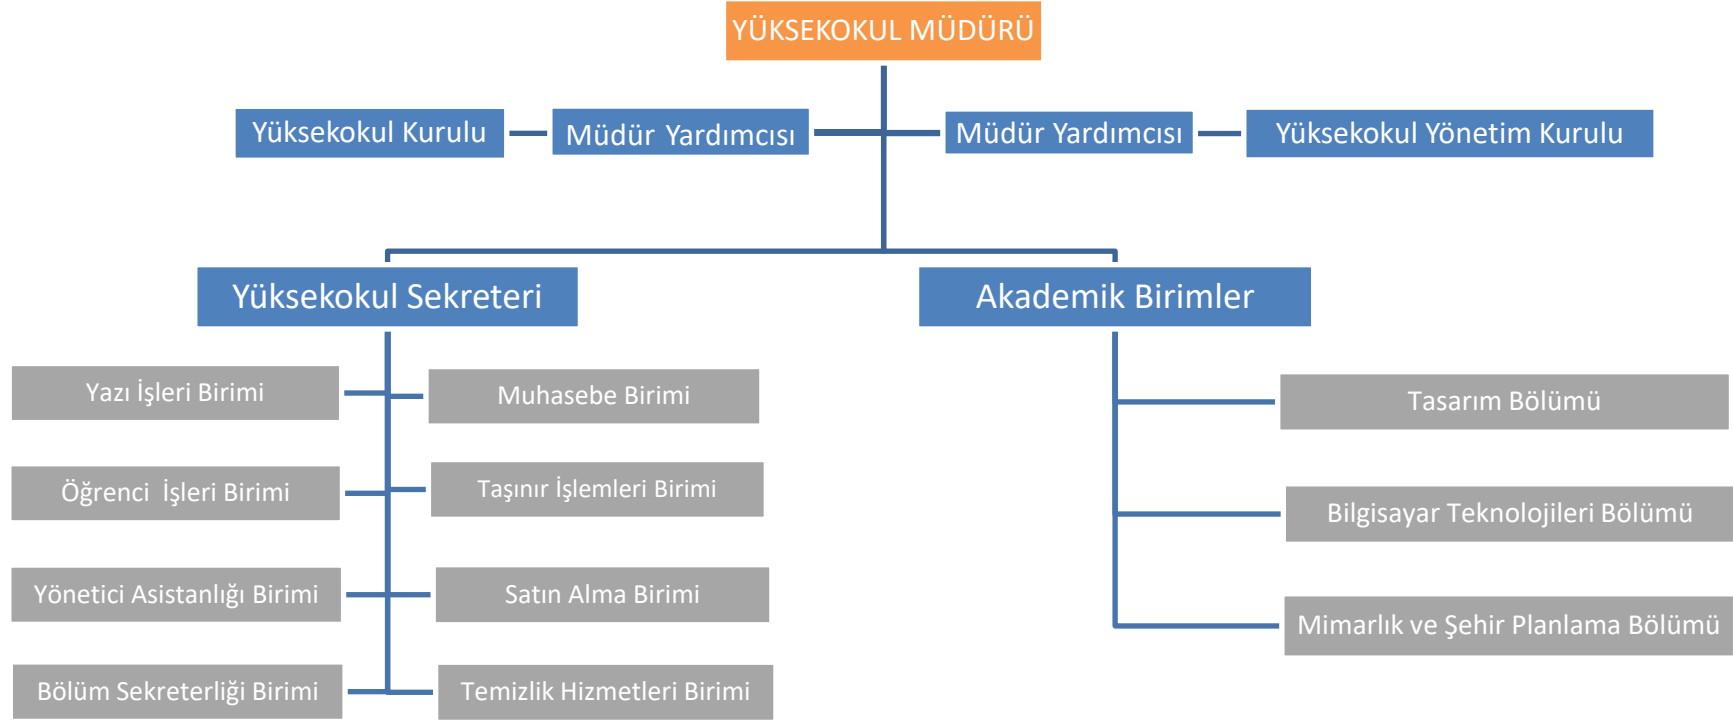 YÜKSEKOKUL MÜDÜRÜ
Yüksekokul Kurulu
Müdür Yardımcısı
Müdür Yardımcısı
Yüksekokul Yönetim Kurulu
Yüksekokul Sekreteri
Akademik Birimler
Yazı İşleri Birimi
Muhasebe Birimi
Tasarım Bölümü
Öğrenci İşleri Birimi
Taşınır İşlemleri Birimi
Bilgisayar Teknolojileri Bölümü
Yönetici Asistanlığı Birimi
Satın Alma Birimi
Mimarlık ve Şehir Planlama Bölümü
Bölüm Sekreterliği Birimi
Temizlik Hizmetleri Birimi